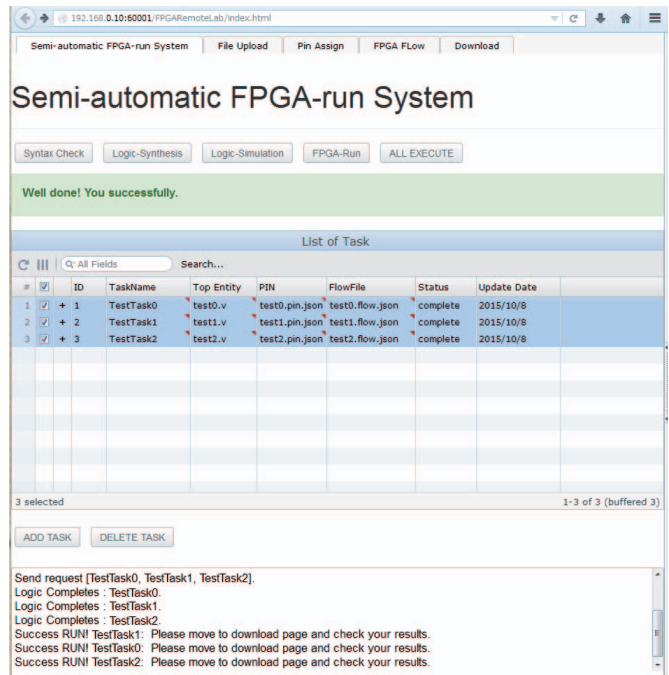 192.168.0.10:60001/FPGARemoteLab/index.html
Semi-automatic FPGA-run System File Upload Pin Assign FPGA FLow Download
Semi-automatic FPGA-run System
Syntax Check Logic-Synthesis Logic-Simulation FPGA-Run ALL EXECUTE
Well done! You successfully.
List of Task
All Fields Search...
# ID TaskName Top Entity PIN FlowFile Status Update Date
1 + 1 TestTask0 test0.v test0.pin.json test0.flow.json complete 2015/10/8
2 + 2 TestTask1 test1.v test1.pin.json test1.flow.json complete 2015/10/8
3 + 3 TestTask2 test2.v test2.pin.json test2.flow.json complete 2015/10/8
3 selected 1-3 of 3 (buffered 3)
ADD TASK DELETE TASK
Send request [TestTask0, TestTask1, TestTask2].
Logic Completes : TestTask0.
Logic Completes : TestTask1.
Logic Completes : TestTask2.
Success RUN! TestTask1: Please move to download page and check your results.
Success RUN! TestTask0: Please move to download page and check your results.
Success RUN! TestTask2: Please move to download page and check your results.